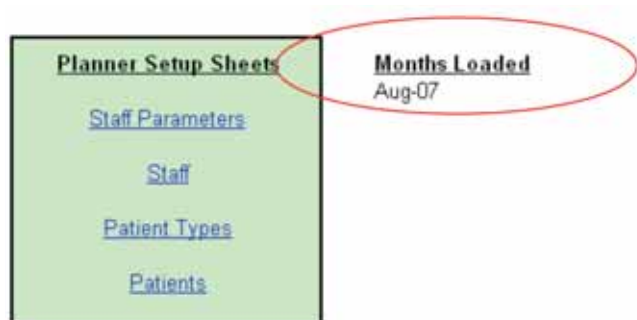 Planner Setup Sheets
Staff Parameters
Staff
Patient Types
Patients
Months Loaded
Aug-07